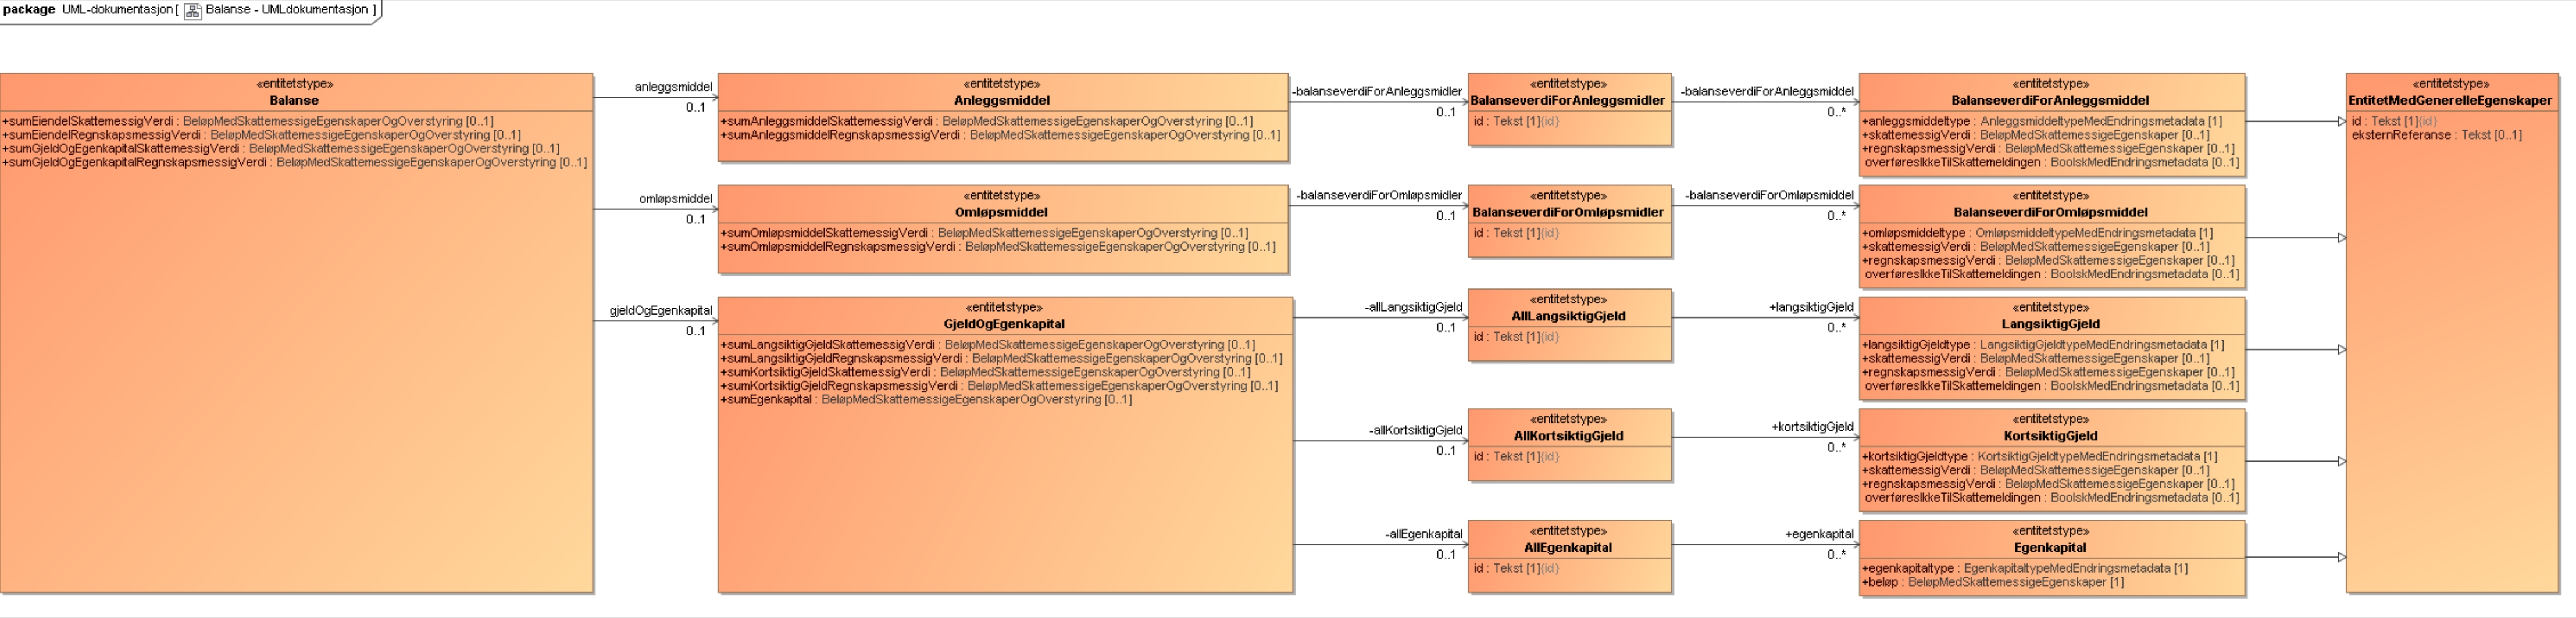 package UML-dokumentasjon [ Balanse - UMLdokumentasjon ]
«entitetstype»
Balanse
+sumEiendelSkattemessigVerdi : BeløpMedSkattemessigeEgenskaperOgOverstyring [0..1]
+sumEiendelRegnskapsmessigVerdi : BeløpMedSkattemessigeEgenskaperOgOverstyring [0..1]
+sumGjeldOgEgenkapitalSkattemessigVerdi : BeløpMedSkattemessigeEgenskaperOgOverstyring [0..1]
+sumGjeldOgEgenkapitalRegnskapsmessigVerdi : BeløpMedSkattemessigeEgenskaperOgOverstyring [0..1]
anleggsmiddel
0..1
«entitetstype»
Anleggsmiddel
+sumAnleggsmiddelSkattemessigVerdi : BeløpMedSkattemessigeEgenskaperOgOverstyring [0..1]
+sumAnleggsmiddelRegnskapsmessigVerdi : BeløpMedSkattemessigeEgenskaperOgOverstyring [0..1]
-balanseverdiForAnleggsmidler
0..1
«entitetstype»
BalanseverdiForAnleggsmidler
id : Tekst [1]{id}
-balanseverdiForAnleggsmiddel
0..*
«entitetstype»
BalanseverdiForAnleggsmiddel
+anleggsmiddeltype : AnleggsmiddeltypeMedEndringsmetadata [1]
+skattemessigVerdi : BeløpMedSkattemessigeEgenskaper [0..1]
+regnskapsmessigVerdi : BeløpMedSkattemessigeEgenskaper [0..1]
overføresIkkeTilSkattemeldingen : BoolskMedEndringsmetadata [0..1]
«entitetstype»
EntitetMedGenerelleEgenskaper
id : Tekst [1]{id}
eksternReferanse : Tekst [0..1]
omløpsmiddel
0..1
«entitetstype»
Omløpsmiddel
+sumOmløpsmiddelSkattemessigVerdi : BeløpMedSkattemessigeEgenskaperOgOverstyring [0..1]
+sumOmløpsmiddelRegnskapsmessigVerdi : BeløpMedSkattemessigeEgenskaperOgOverstyring [0..1]
-balanseverdiForOmløpsmidler
0..1
«entitetstype»
BalanseverdiForOmløpsmidler
id : Tekst [1]{id}
-balanseverdiForOmløpsmiddel
0..*
«entitetstype»
BalanseverdiForOmløpsmiddel
+omløpsmiddeltype : OmløpsmiddeltypeMedEndringsmetadata [1]
+skattemessigVerdi : BeløpMedSkattemessigeEgenskaper [0..1]
+regnskapsmessigVerdi : BeløpMedSkattemessigeEgenskaper [0..1]
overføresIkkeTilSkattemeldingen : BoolskMedEndringsmetadata [0..1]
gjeldOgEgenkapital
0..1
«entitetstype»
GjeldOgEgenkapital
+sumLangsiktigGjeldSkattemessigVerdi : BeløpMedSkattemessigeEgenskaperOgOverstyring [0..1]
+sumLangsiktigGjeldRegnskapsmessigVerdi : BeløpMedSkattemessigeEgenskaperOgOverstyring [0..1]
+sumKortsiktigGjeldSkattemessigVerdi : BeløpMedSkattemessigeEgenskaperOgOverstyring [0..1]
+sumKortsiktigGjeldRegnskapsmessigVerdi : BeløpMedSkattemessigeEgenskaperOgOverstyring [0..1]
+sumEgenkapital : BeløpMedSkattemessigeEgenskaperOgOverstyring [0..1]
-allLangsiktigGjeld
0..1
«entitetstype»
AllLangsiktigGjeld
id : Tekst [1]{id}
+langsiktigGjeld
0..*
«entitetstype»
LangsiktigGjeld
+langsiktigGjeldtype : LangsiktigGjeldtypeMedEndringsmetadata [1]
+skattemessigVerdi : BeløpMedSkattemessigeEgenskaper [0..1]
+regnskapsmessigVerdi : BeløpMedSkattemessigeEgenskaper [0..1]
overføresIkkeTilSkattemeldingen : BoolskMedEndringsmetadata [0..1]
-allKortsiktigGjeld
0..1
«entitetstype»
AllKortsiktigGjeld
id : Tekst [1]{id}
+kortsiktigGjeld
0..*
«entitetstype»
KortsiktigGjeld
+kortsiktigGjeldtype : KortsiktigGjeldtypeMedEndringsmetadata [1]
+skattemessigVerdi : BeløpMedSkattemessigeEgenskaper [0..1]
+regnskapsmessigVerdi : BeløpMedSkattemessigeEgenskaper [0..1]
overføresIkkeTilSkattemeldingen : BoolskMedEndringsmetadata [0..1]
-allEgenkapital
0..1
«entitetstype»
AllEgenkapital
id : Tekst [1]{id}
+egenkapital
0..*
«entitetstype»
Egenkapital
+egenkapitaltype : EgenkapitaltypeMedEndringsmetadata [1]
+beløp : BeløpMedSkattemessigeEgenskaper [1]